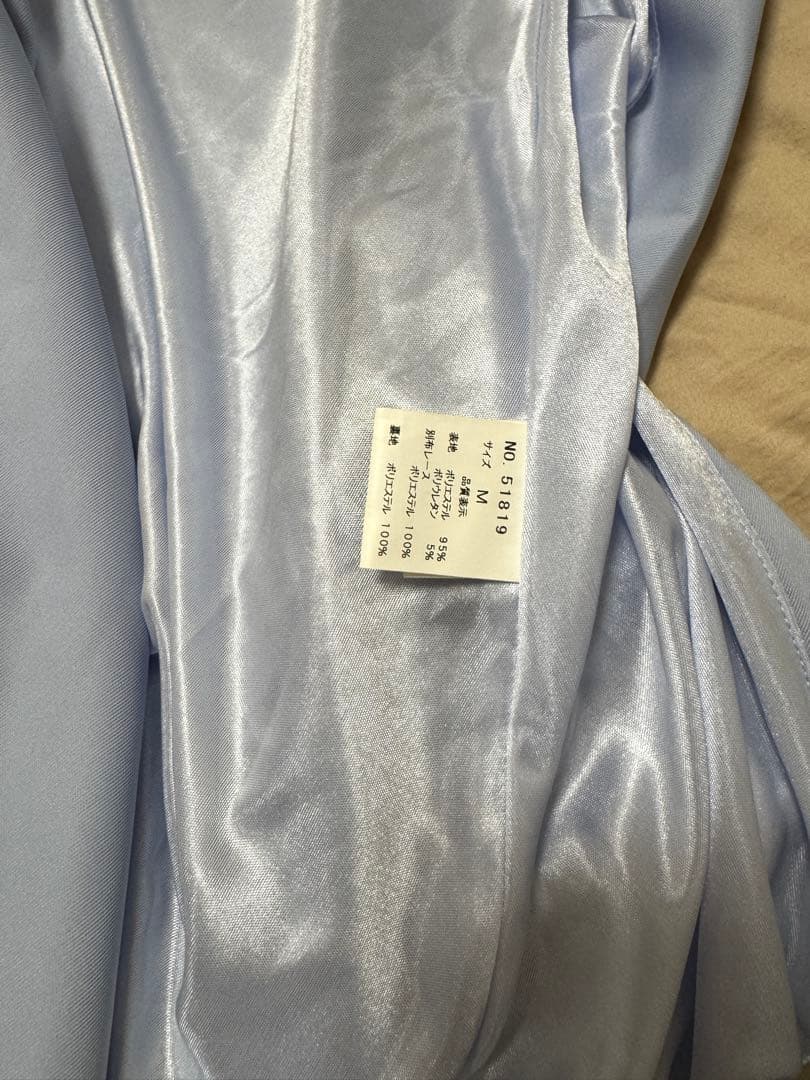 NO. 51819
サイズ M
品質表示
表地 ポリエステル 95%
ポリウレタン 5%
別布レース ポリエステル 100%
裏地 ポリエステル 100%